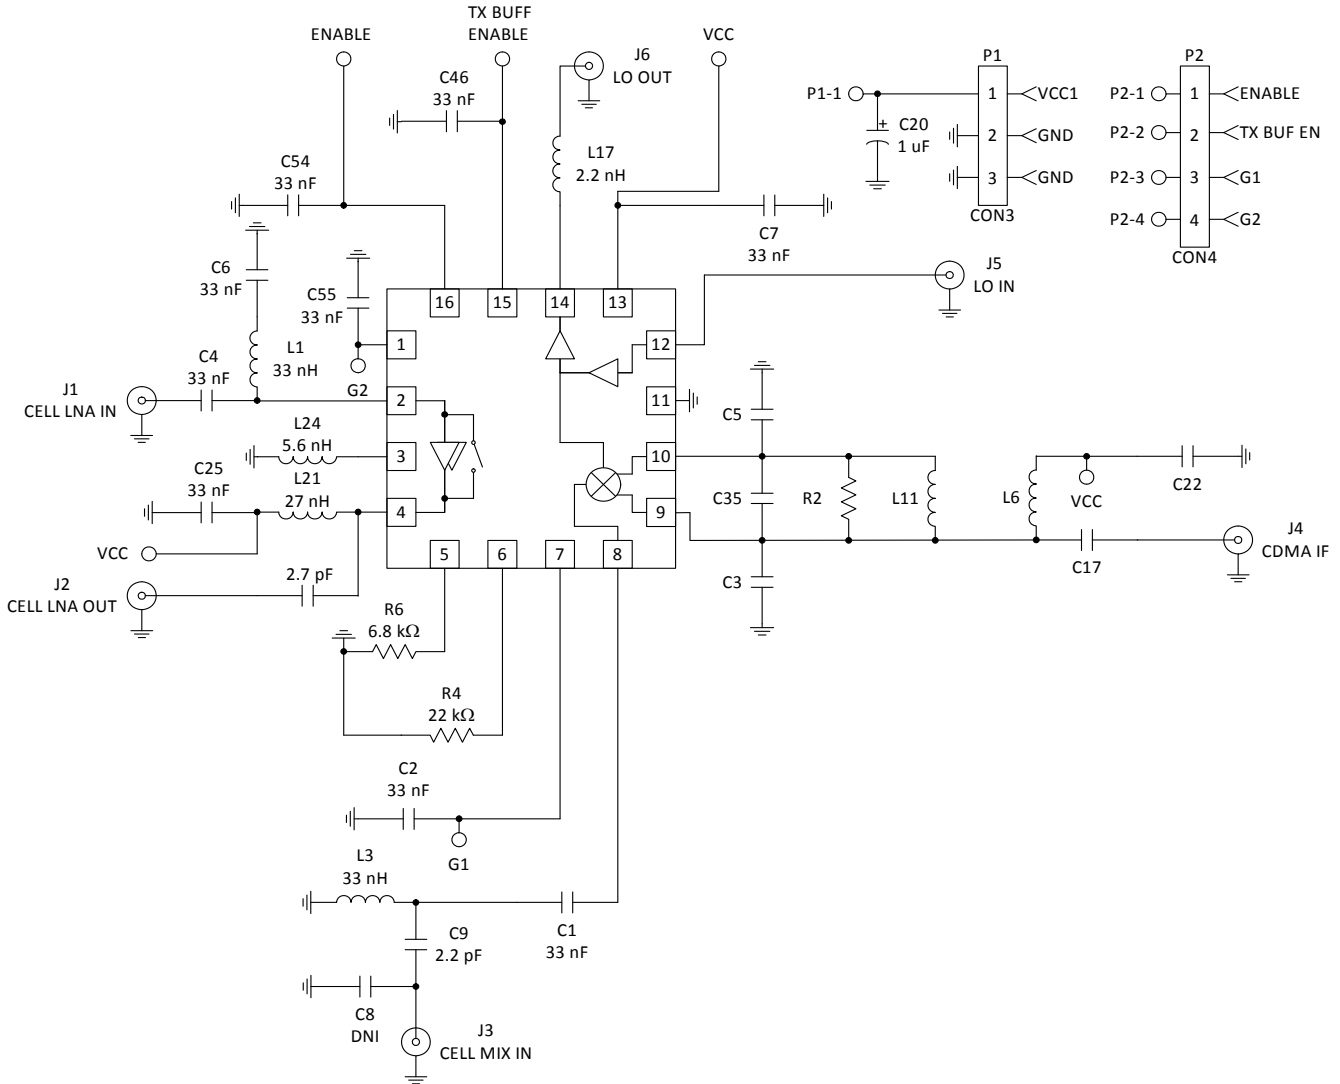 ENABLE
TX BUFF
ENABLE
VCC
J6
LO OUT
C46
33 nF
L17
2.2 nH
C54
33 nF
C7
33 nF
P1-1
C20
1 uF
+
P1
1
VCC1
2
GND
3
GND
CON3
P2
P2-1
1
ENABLE
P2-2
2
TX BUF EN
P2-3
3
G1
P2-4
4
G2
CON4
C6
33 nF
C55
33 nF
L1
33 nH
G2
J5
LO IN
16
15
14
13
1
2
3
4
12
11
10
9
5
6
7
8
J1
CELL LNA IN
C4
33 nF
L24
5.6 nH
C25
33 nF
L21
27 nH
VCC
J2
CELL LNA OUT
2.7 pF
C5
C35
C3
R2
L11
L6
VCC
C22
C17
J4
CDMA IF
R6
6.8 kΩ
R4
22 kΩ
C2
33 nF
G1
L3
33 nH
C1
33 nF
C9
2.2 pF
C8
DNI
J3
CELL MIX IN